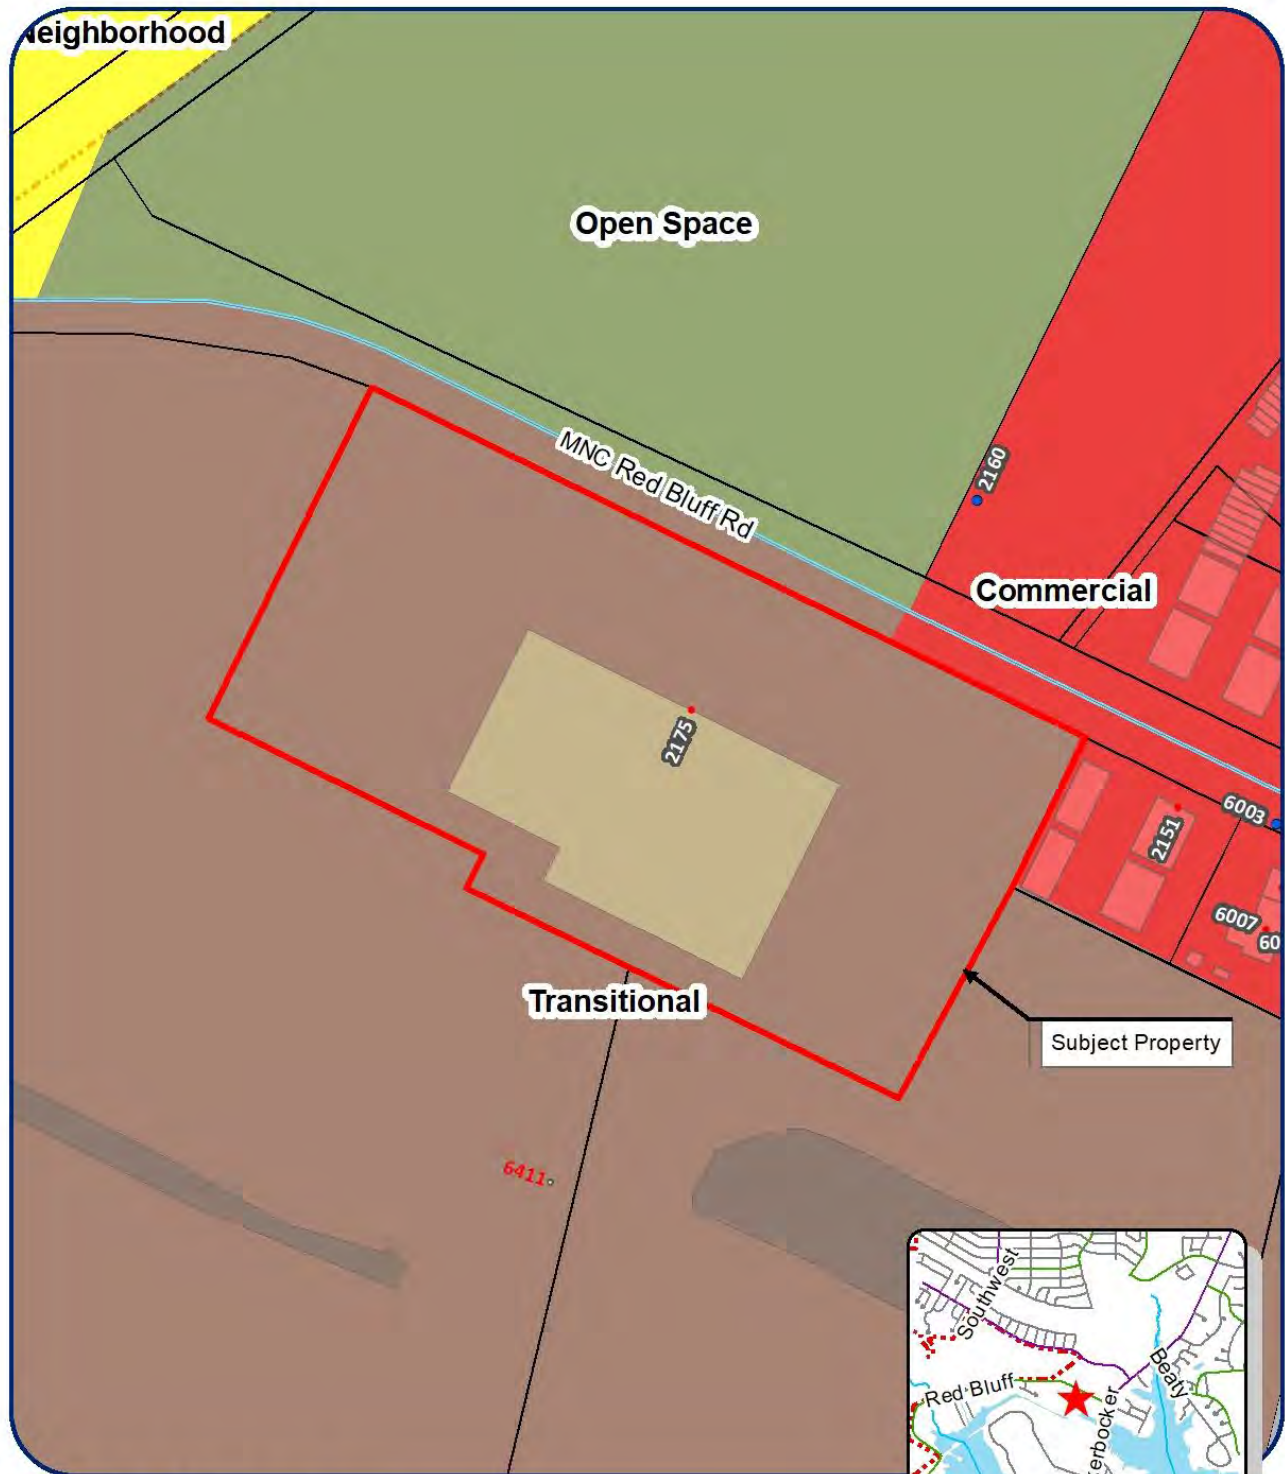 Neighborhood
Open Space
2160
MNC Red Bluff Rd
Commercial
2175
6003
2151
6007
60
Transitional
Subject Property
6411
Southwest
Beaty
Red Bluff
erbocker